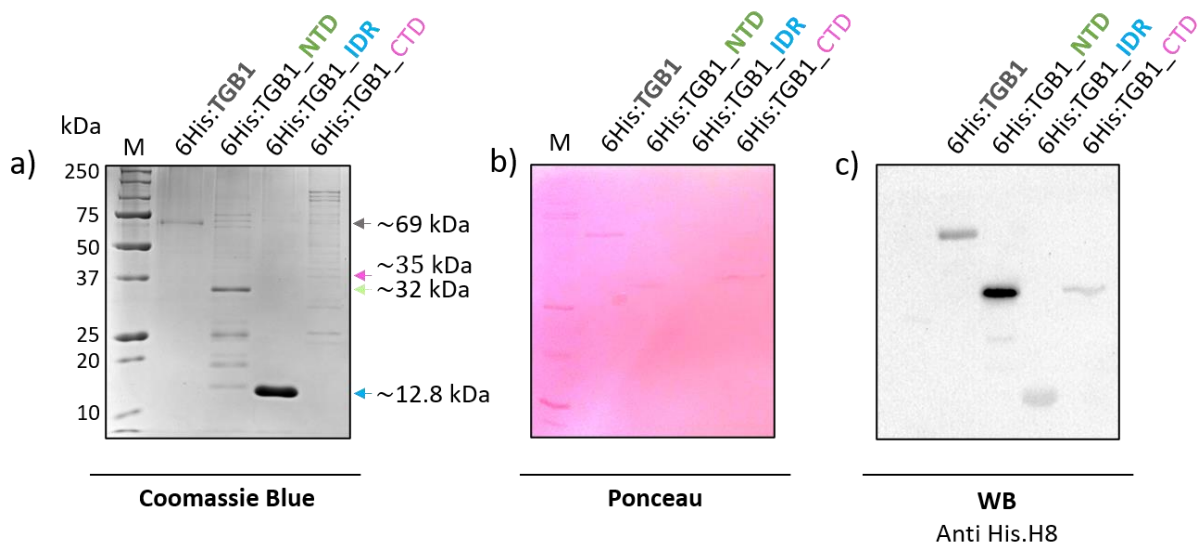 a)
kDa
M
6His:TGB1
6His:TGB1_NTD
6His:TGB1_IDR
6His:TGB1_CTD
250
75
50
37
25
20
10
~69 kDa
~35 kDa
~32 kDa
~12.8 kDa
Coomassie Blue
b)
M
6His:TGB1
6His:TGB1_NTD
6His:TGB1_IDR
6His:TGB1_CTD
Ponceau
c)
6His:TGB1
6His:TGB1_NTD
6His:TGB1_IDR
6His:TGB1_CTD
WB
Anti His.H8